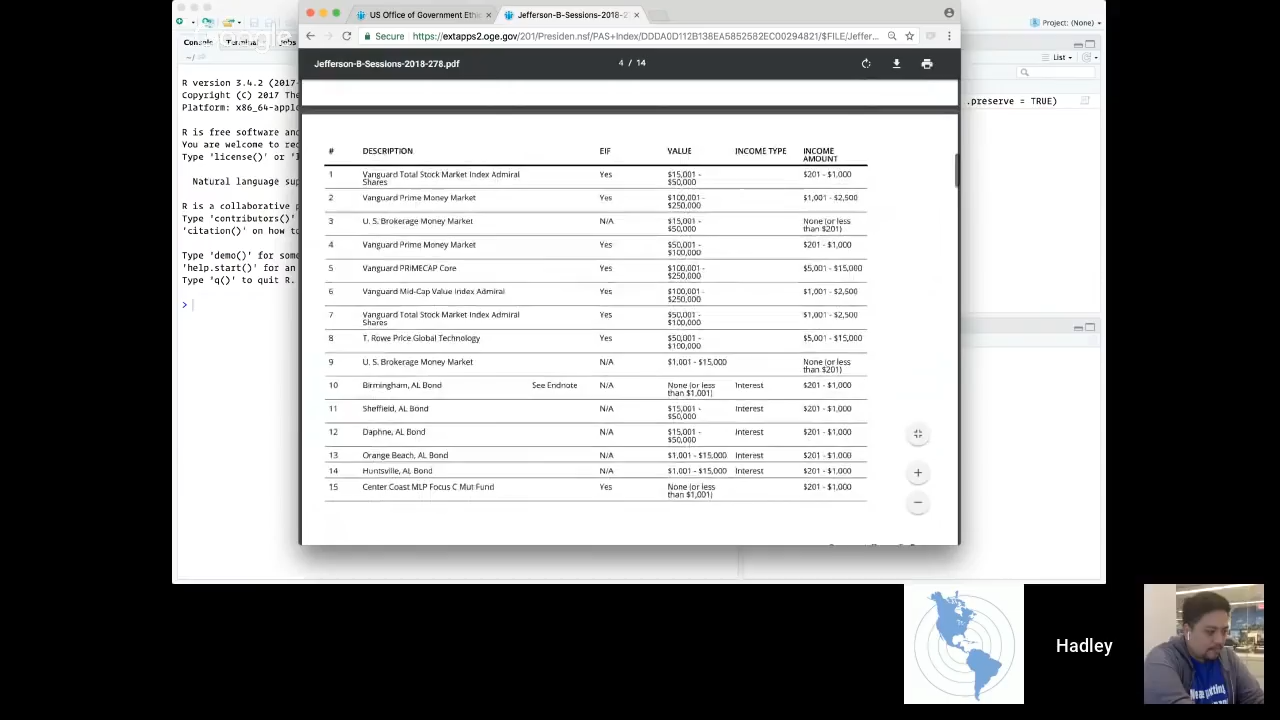 US Office of Government Ethi
Jefferson-B-Sessions-2018-27
Project: (None)
Secure https://extapps2.oge.gov/201/Presiden.nsf/PAS+Index/DDDA0D112B138EA5852582EC00294821/$FILE/Jeffer...
Console Terminal Jobs
Jefferson-B-Sessions-2018-278.pdf 4 / 14
List
~/
R version 3.4.2 (2017-
.preserve = TRUE)
Copyright (C) 2017 The
Platform: x86_64-apple
R is free software and
You are welcome to red
Type 'license()' or 'l
Natural language sup
R is a collaborative p
Type 'contributors()'
'citation()' on how to
Type 'demo()' for some
'help.start()' for an
Type 'q()' to quit R.
>
# DESCRIPTION EIF VALUE INCOME TYPE INCOME
AMOUNT
1 Vanguard Total Stock Market Index Admiral Yes $15,001 - $201 - $1,000
Shares $50,000
2 Vanguard Prime Money Market Yes $100,001 - $1,001 - $2,500
$250,000
3 U. S. Brokerage Money Market N/A $15,001 - None (or less
$50,000 than $201)
4 Vanguard Prime Money Market Yes $50,001 - $201 - $1,000
$100,000
5 Vanguard PRIMECAP Core Yes $100,001 - $5,001 - $15,000
$250,000
6 Vanguard Mid-Cap Value Index Admiral Yes $100,001 - $1,001 - $2,500
$250,000
7 Vanguard Total Stock Market Index Admiral Yes $50,001 - $1,001 - $2,500
Shares $100,000
8 T. Rowe Price Global Technology Yes $50,001 - $5,001 - $15,000
$100,000
9 U. S. Brokerage Money Market N/A $1,001 - $15,000 None (or less
than $201)
10 Birmingham, AL Bond See Endnote N/A None (or less Interest $201 - $1,000
than $1,001)
11 Sheffield, AL Bond N/A $15,001 - Interest $201 - $1,000
$50,000
12 Daphne, AL Bond N/A $15,001 - Interest $201 - $1,000
$50,000
13 Orange Beach, AL Bond N/A $1,001 - $15,000 Interest $201 - $1,000
14 Huntsville, AL Bond N/A $1,001 - $15,000 Interest $201 - $1,000
15 Center Coast MLP Focus C Mut Fund Yes None (or less $201 - $1,000
than $1,001)
Hadley